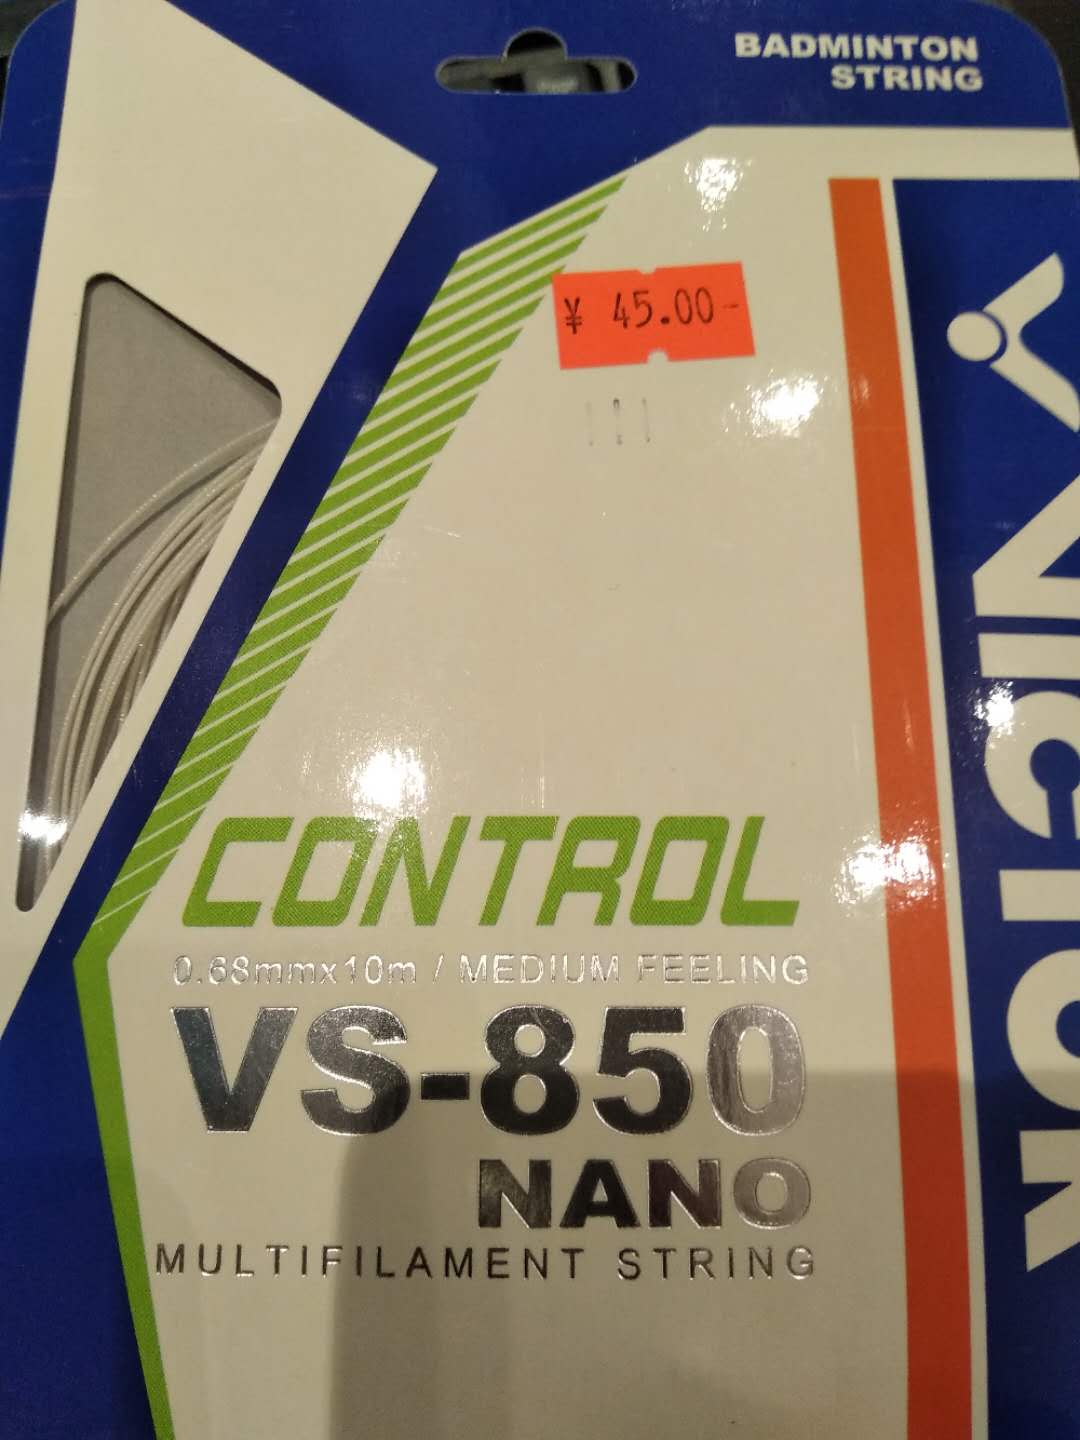 BADMINTON
STRING
¥ 45.00-
VICTOR
CONTROL
0.68mmx10m / MEDIUM FEELING
VS-850
NANO
MULTIFILAMENT STRING